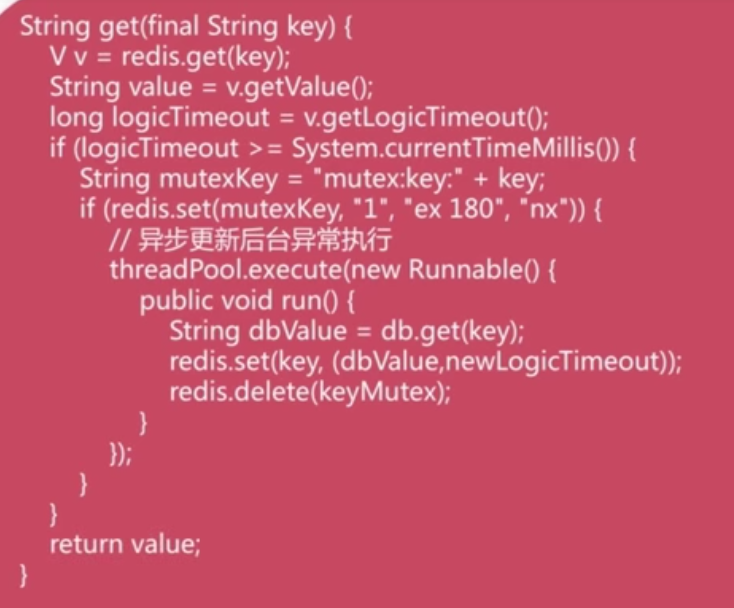 String get(final String key) {
V v = redis.get(key);
String value = v.getValue();
long logicTimeout = v.getLogicTimeout();
if (logicTimeout >= System.currentTimeMillis()) {
String mutexKey = "mutex:key:" + key;
if (redis.set(mutexKey, "1", "ex 180", "nx")) {
// 异步更新后台异常执行
threadPool.execute(new Runnable() {
public void run() {
String dbValue = db.get(key);
redis.set(key, (dbValue,newLogicTimeout));
redis.delete(keyMutex);
}
});
}
}
return value;
}